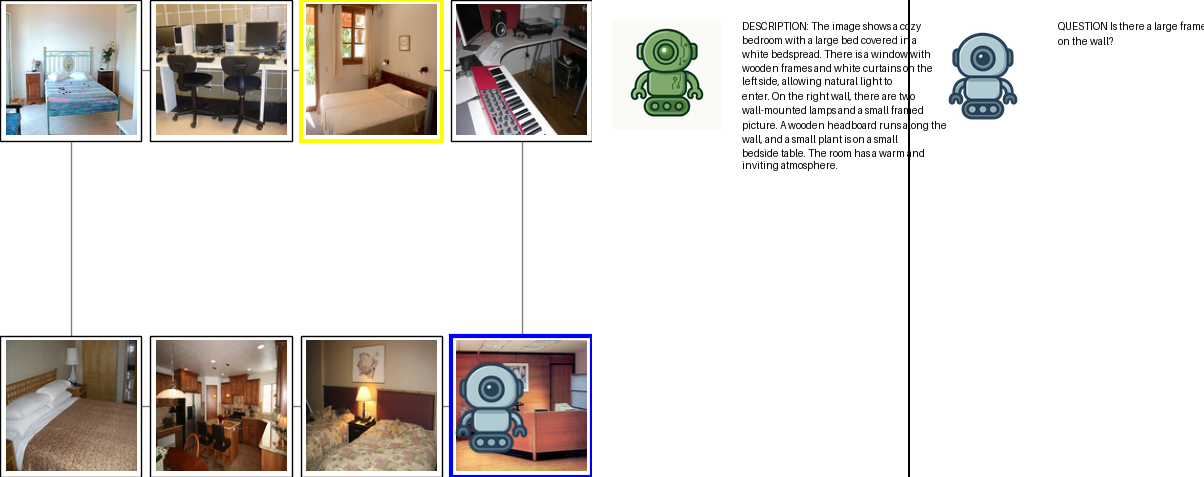 DESCRIPTION: The image shows a cozy
bedroom with a large bed covered in a
white bedspread. There is a window with
wooden frames and white curtains on the
left side, allowing natural light to
enter. On the right wall, there are two
wall-mounted lamps and a small framed
picture. A wooden headboard runs along the
wall, and a small plant is on a small
bedside table. The room has a warm and
inviting atmosphere.
QUESTION Is there a large frame
on the wall?